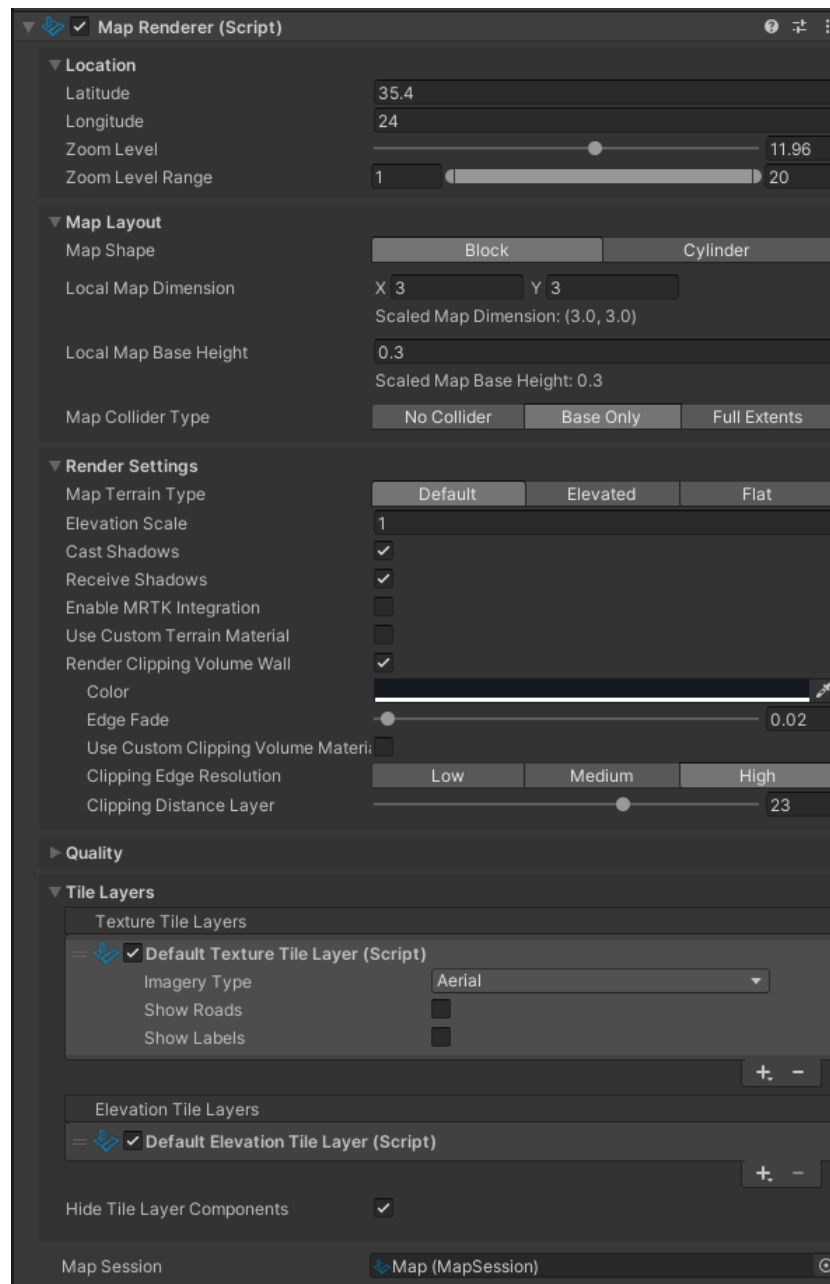 Map Renderer (Script)
Location
Latitude 35.4
Longitude 24
Zoom Level 11.96
Zoom Level Range 1 20
Map Layout
Map Shape Block Cylinder
Local Map Dimension X 3 Y 3
Scaled Map Dimension: (3.0, 3.0)
Local Map Base Height 0.3
Scaled Map Base Height: 0.3
Map Collider Type No Collider Base Only Full Extents
Render Settings
Map Terrain Type Default Elevated Flat
Elevation Scale 1
Cast Shadows
Receive Shadows
Enable MRTK Integration
Use Custom Terrain Material
Render Clipping Volume Wall
Color
Edge Fade 0.02
Use Custom Clipping Volume Materi
Clipping Edge Resolution Low Medium High
Clipping Distance Layer 23
Quality
Tile Layers
Texture Tile Layers
Default Texture Tile Layer (Script)
Imagery Type Aerial
Show Roads
Show Labels
Elevation Tile Layers
Default Elevation Tile Layer (Script)
Hide Tile Layer Components
Map Session Map (MapSession)